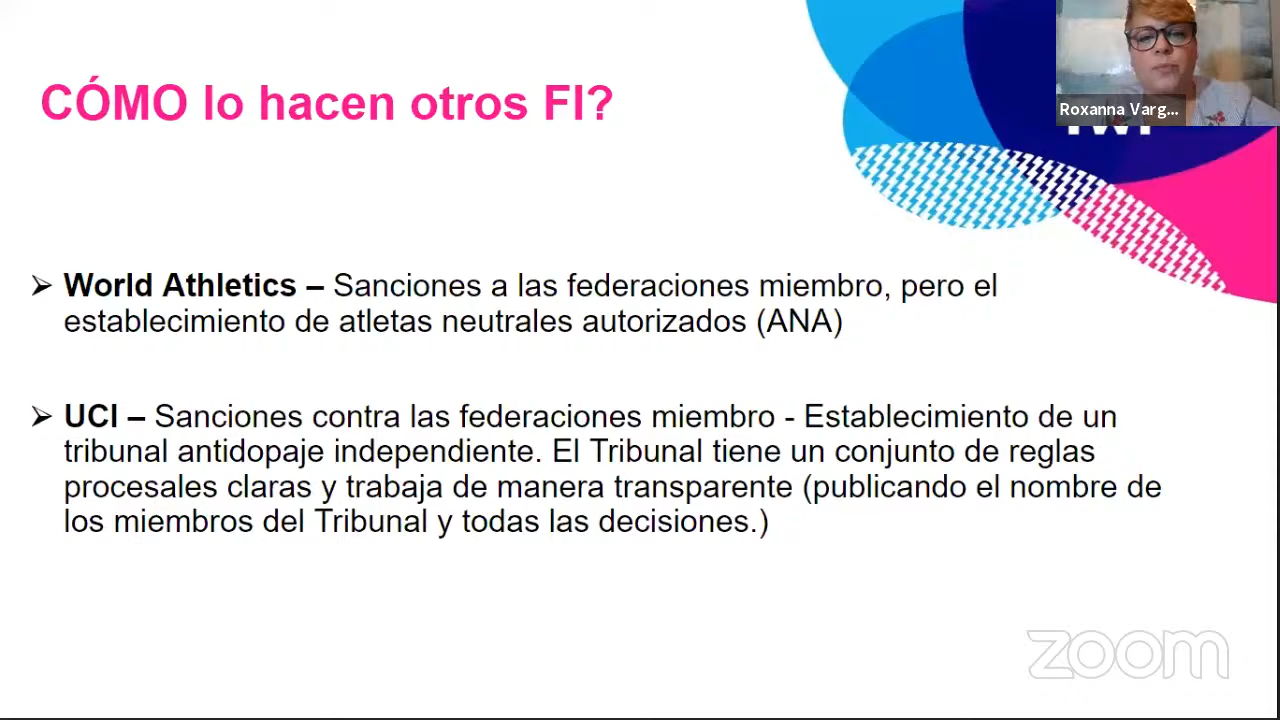 CÓMO lo hacen otros FI?
Roxanna Varg...
➢ World Athletics – Sanciones a las federaciones miembro, pero el
establecimiento de atletas neutrales autorizados (ANA)
➢ UCI – Sanciones contra las federaciones miembro - Establecimiento de un
tribunal antidopaje independiente. El Tribunal tiene un conjunto de reglas
procesales claras y trabaja de manera transparente (publicando el nombre de
los miembros del Tribunal y todas las decisiones.)
zoom